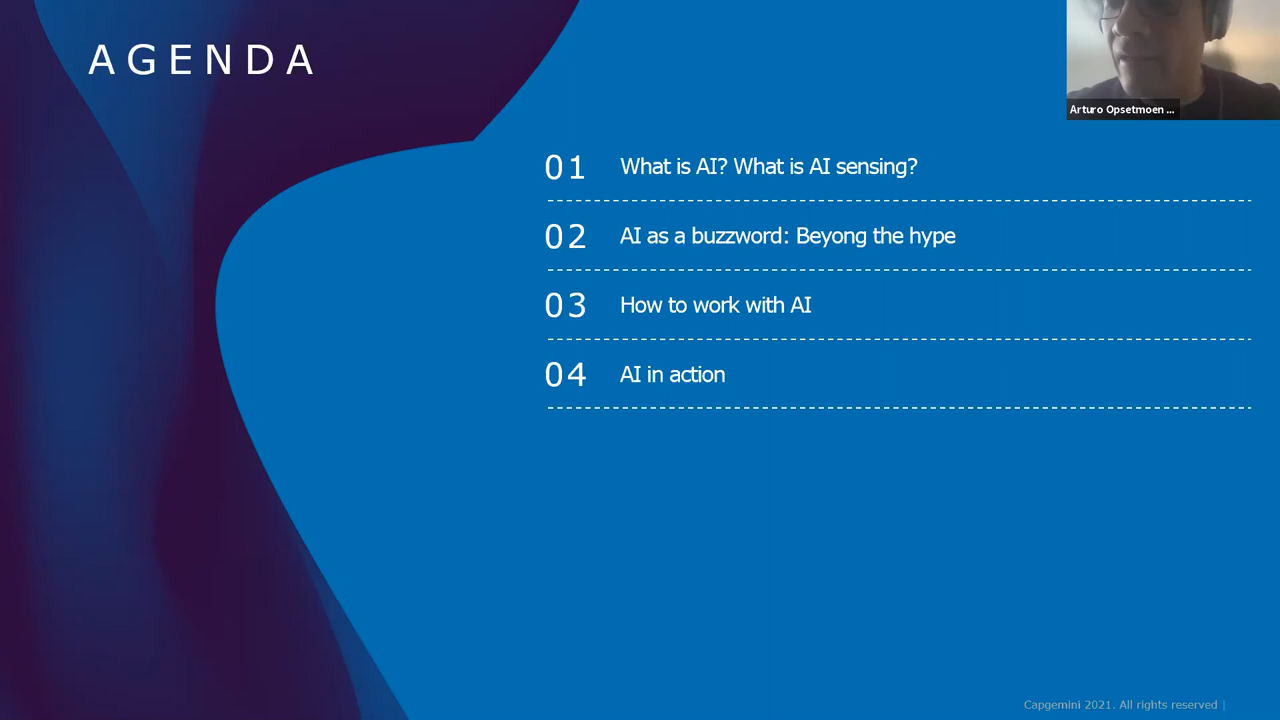 AGENDA
Arturo Opsetmoen ...
01 What is AI? What is AI sensing?
02 AI as a buzzword: Beyong the hype
03 How to work with AI
04 AI in action
Capgemini 2021. All rights reserved |